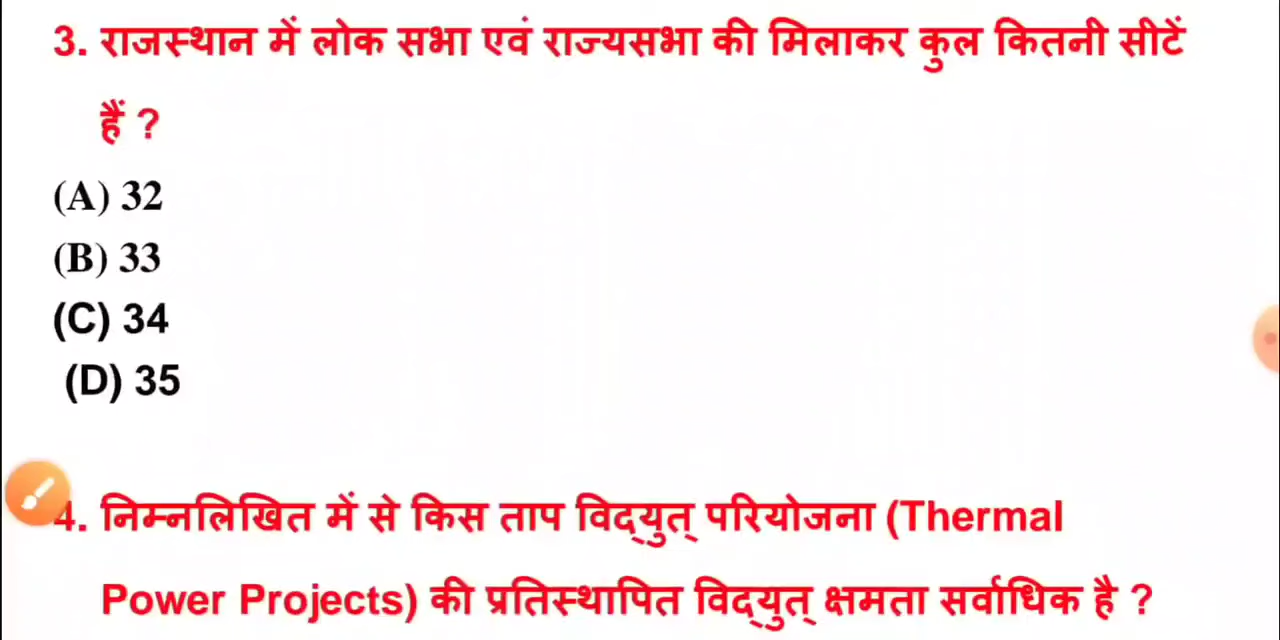 3. राजस्थान में लोक सभा एवं राज्यसभा की मिलाकर कुल कितनी सीटें
हैं ?
(A) 32
(B) 33
(C) 34
(D) 35
4. निम्नलिखित में से किस ताप विद्युत् परियोजना (Thermal
Power Projects) की प्रतिस्थापित विद्युत् क्षमता सर्वाधिक है ?